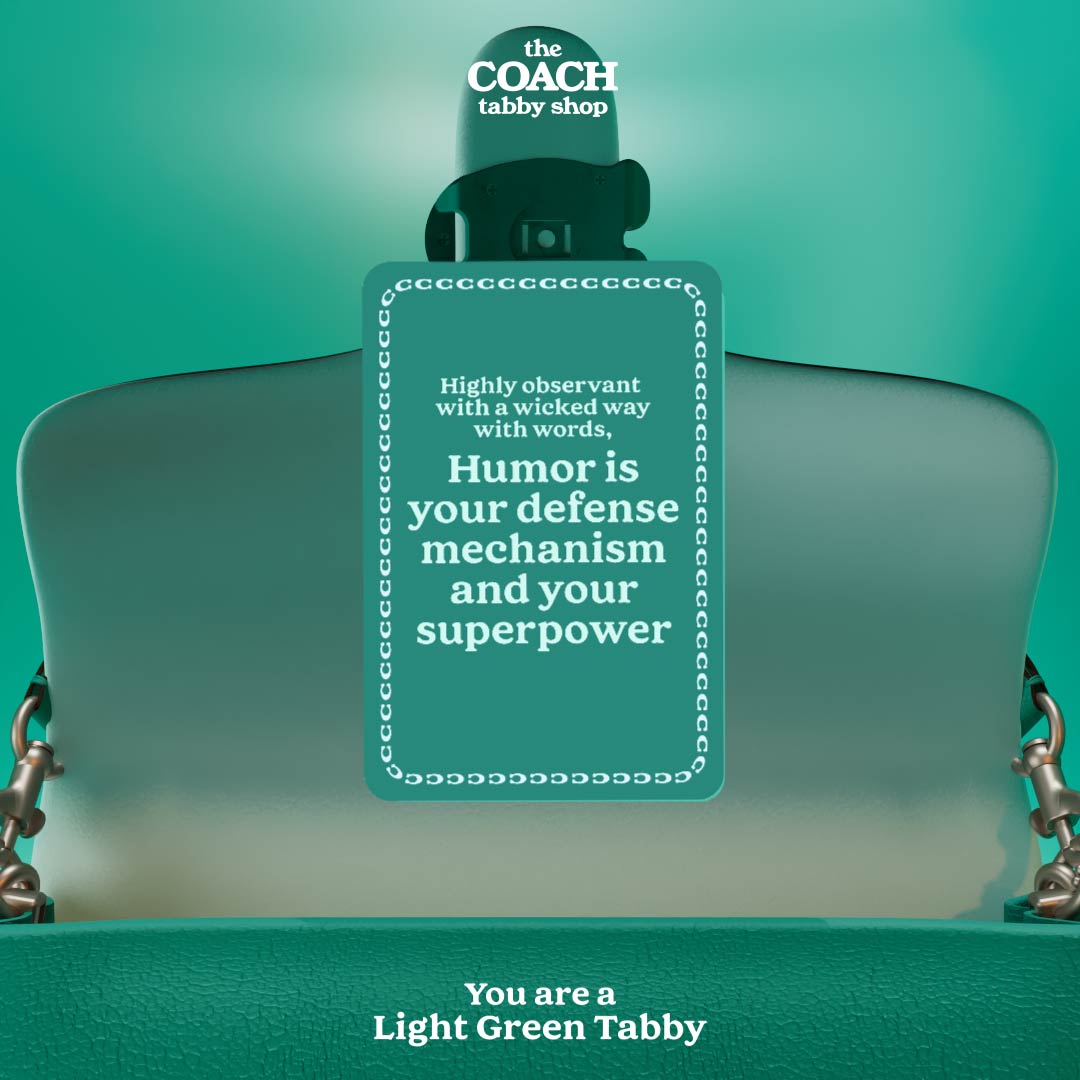 the
COACH
tabby shop
Highly observant
with a wicked way
with words,
Humor is
your defense
mechanism
and your
superpower
You are a
Light Green Tabby